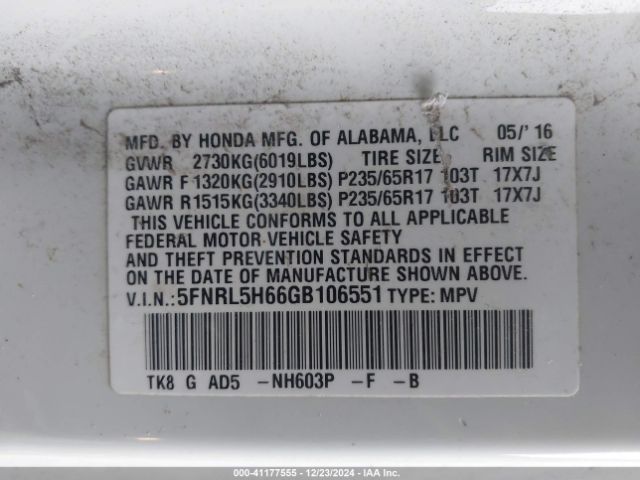 MFD. BY HONDA MFG. OF ALABAMA, LLC 05/'16
GVWR 2730KG(6019LBS) TIRE SIZE RIM SIZE
GAWR F 1320KG(2910LBS) P235/65R17 103T 17X7J
GAWR R 1515KG(3340LBS) P235/65R17 103T 17X7J
THIS VEHICLE CONFORMS TO ALL APPLICABLE
FEDERAL MOTOR VEHICLE SAFETY
AND THEFT PREVENTION STANDARDS IN EFFECT
ON THE DATE OF MANUFACTURE SHOWN ABOVE.
V.I.N.: 5FNRL5H66GB106551 TYPE: MPV
TK8 G AD5 -NH603P -F -B
© 0-41177555 - 12/23/2024 - IAA Inc.